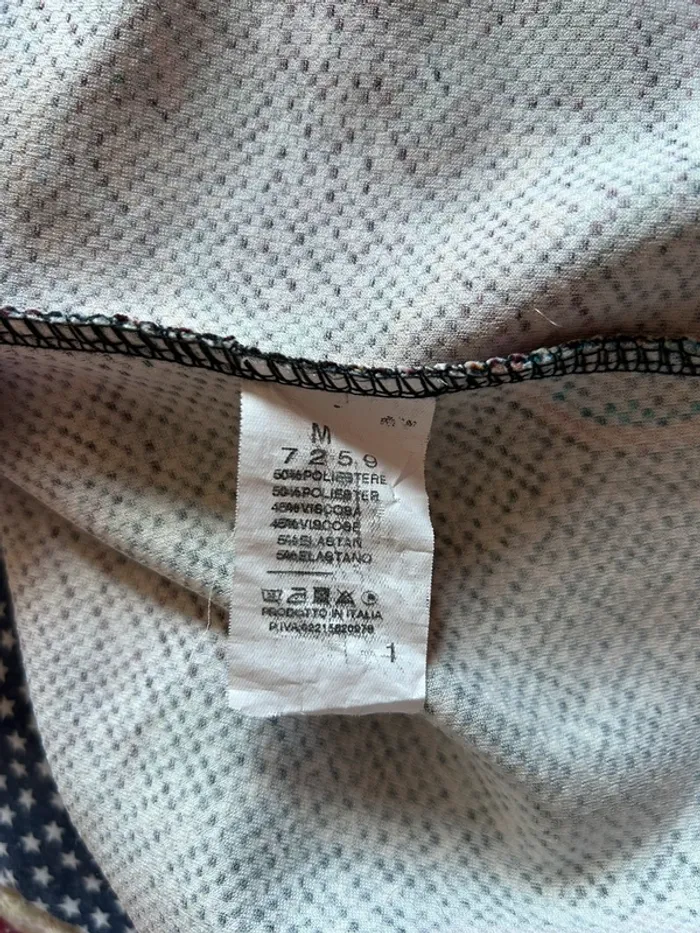 M
7259
50%POLIESTERE
50%POLIESTER
45%VISCOSA
45%VISCOSE
5%ELASTAN
5%ELASTANO
PRODOTTO IN ITALIA
1